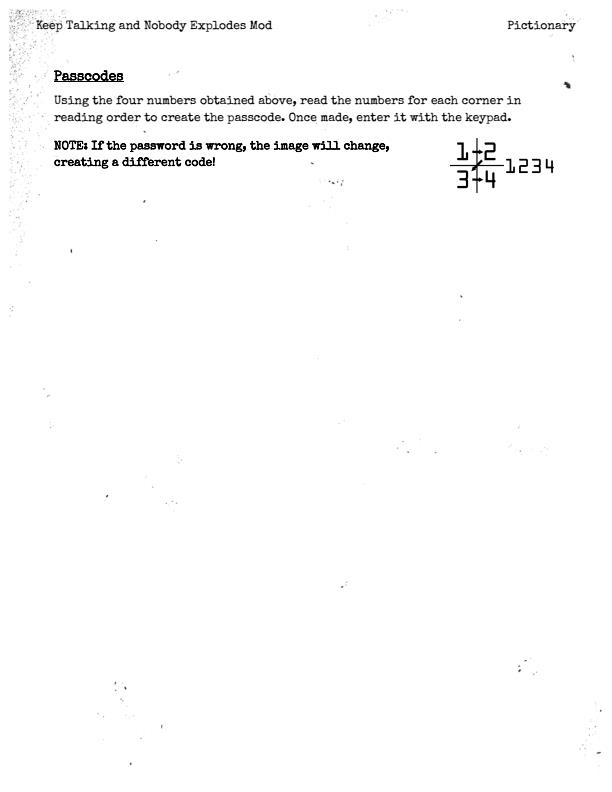 Keep Talking and Nobody Explodes Mod
Pictionary
Passcodes
Using the four numbers obtained above, read the numbers for each corner in
reading order to create the passcode. Once made, enter it with the keypad.
NOTE: If the password is wrong, the image will change,
creating a different code!
1 2
3 4
1234